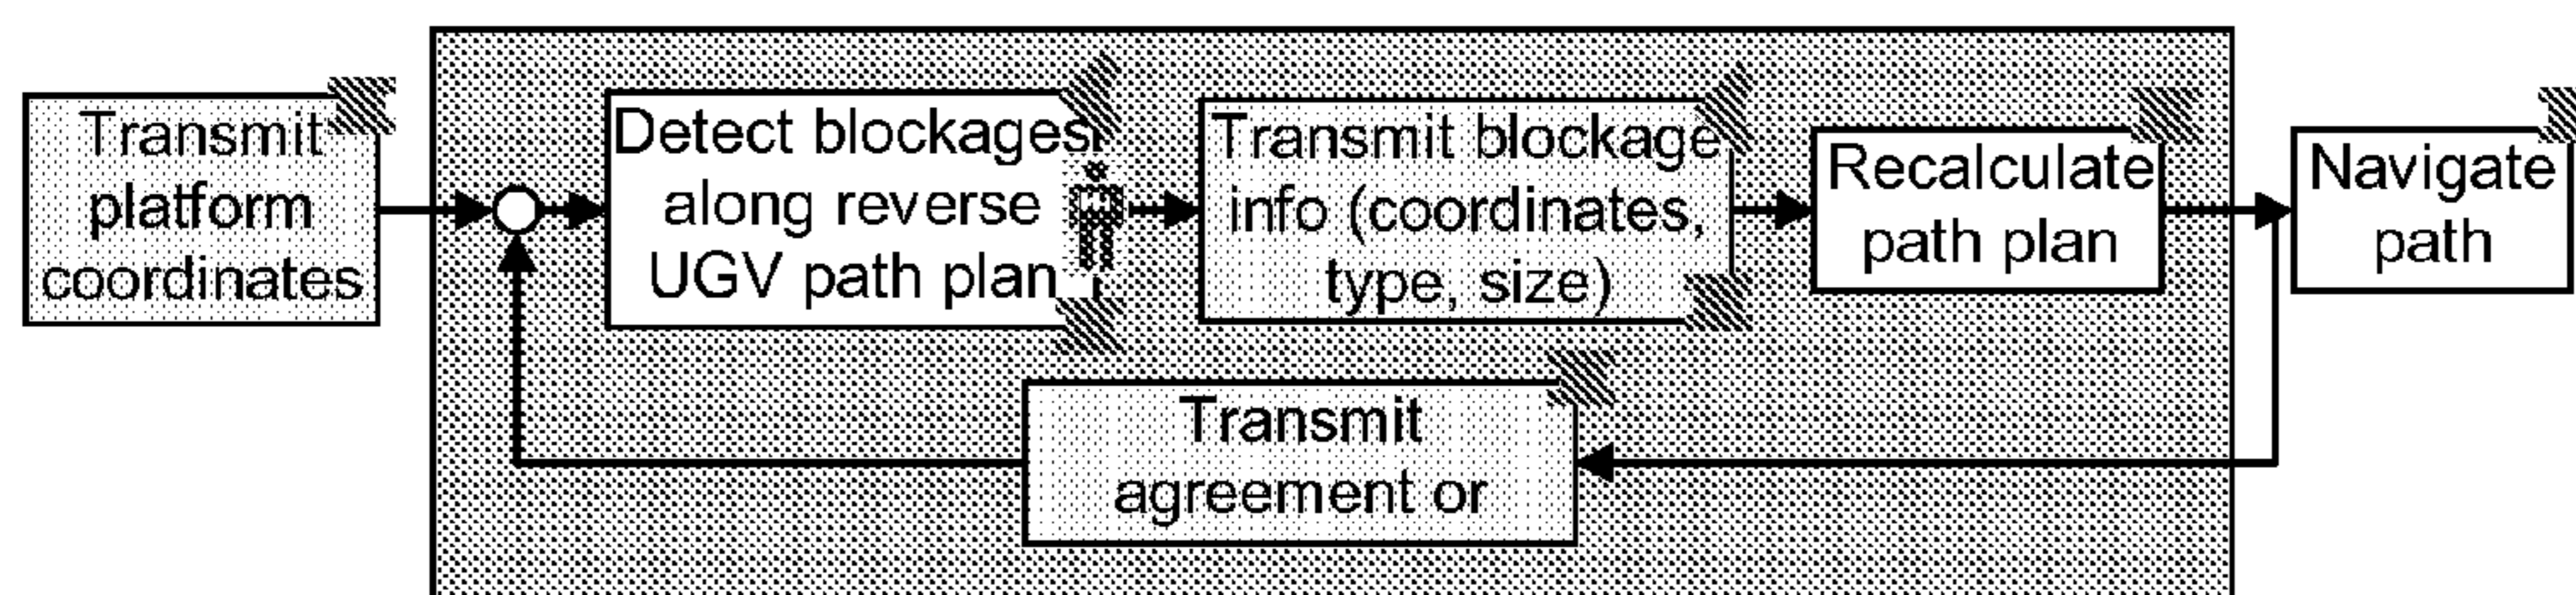 Transmit
platform
coordinates
Detect blockages
along reverse
UGV path plan
Transmit blockage
info (coordinates,
type, size)
Recalculate
path plan
Navigate
path
Transmit
agreement or